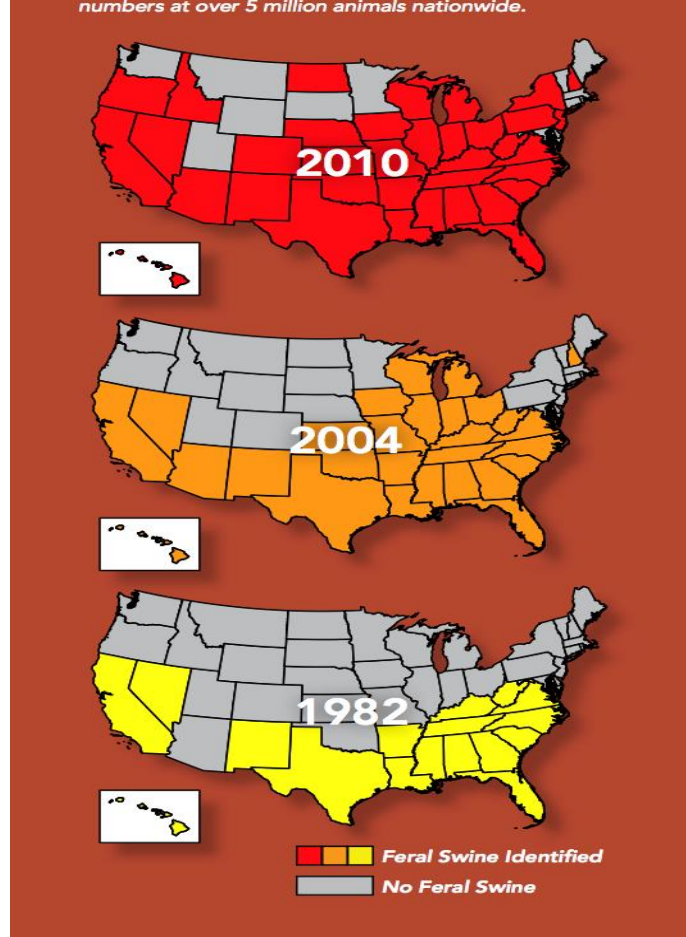 numbers at over 5 million animals nationwide.
2010
2004
1982
Feral Swine Identified
No Feral Swine